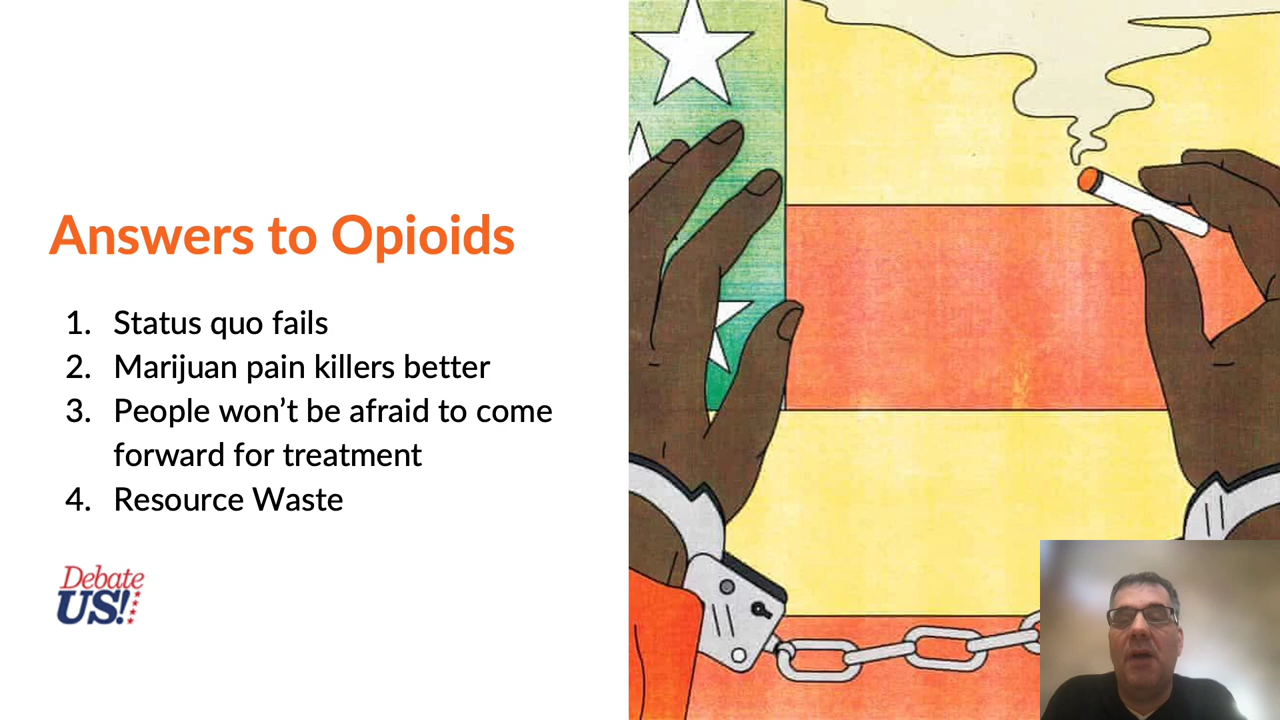 Answers to Opioids
1. Status quo fails
2. Marijuan pain killers better
3. People won’t be afraid to come
forward for treatment
4. Resource Waste
Debate
US!